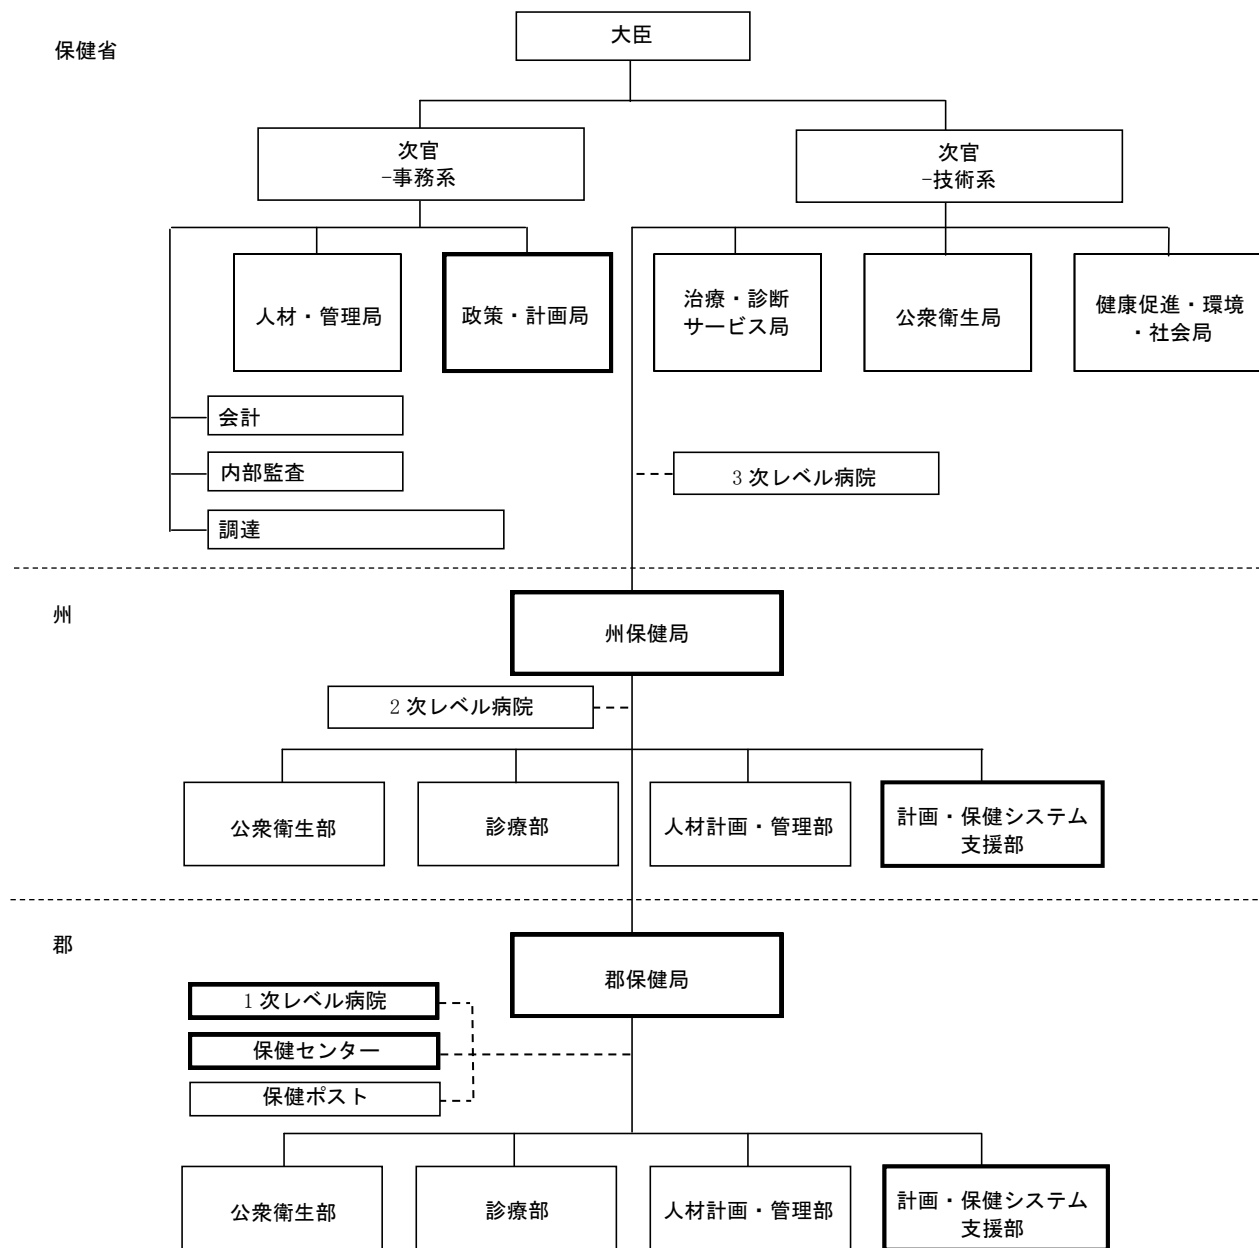 保健省
大臣
次官
-事務系
次官
-技術系
人材・管理局
政策・計画局
治療・診断
サービス局
公衆衛生局
健康促進・環境
・社会局
会計
内部監査
調達
3 次レベル病院
州
州保健局
2 次レベル病院
公衆衛生部
診療部
人材計画・管理部
計画・保健システム
支援部
郡
郡保健局
1 次レベル病院
保健センター
保健ポスト
公衆衛生部
診療部
人材計画・管理部
計画・保健システム
支援部